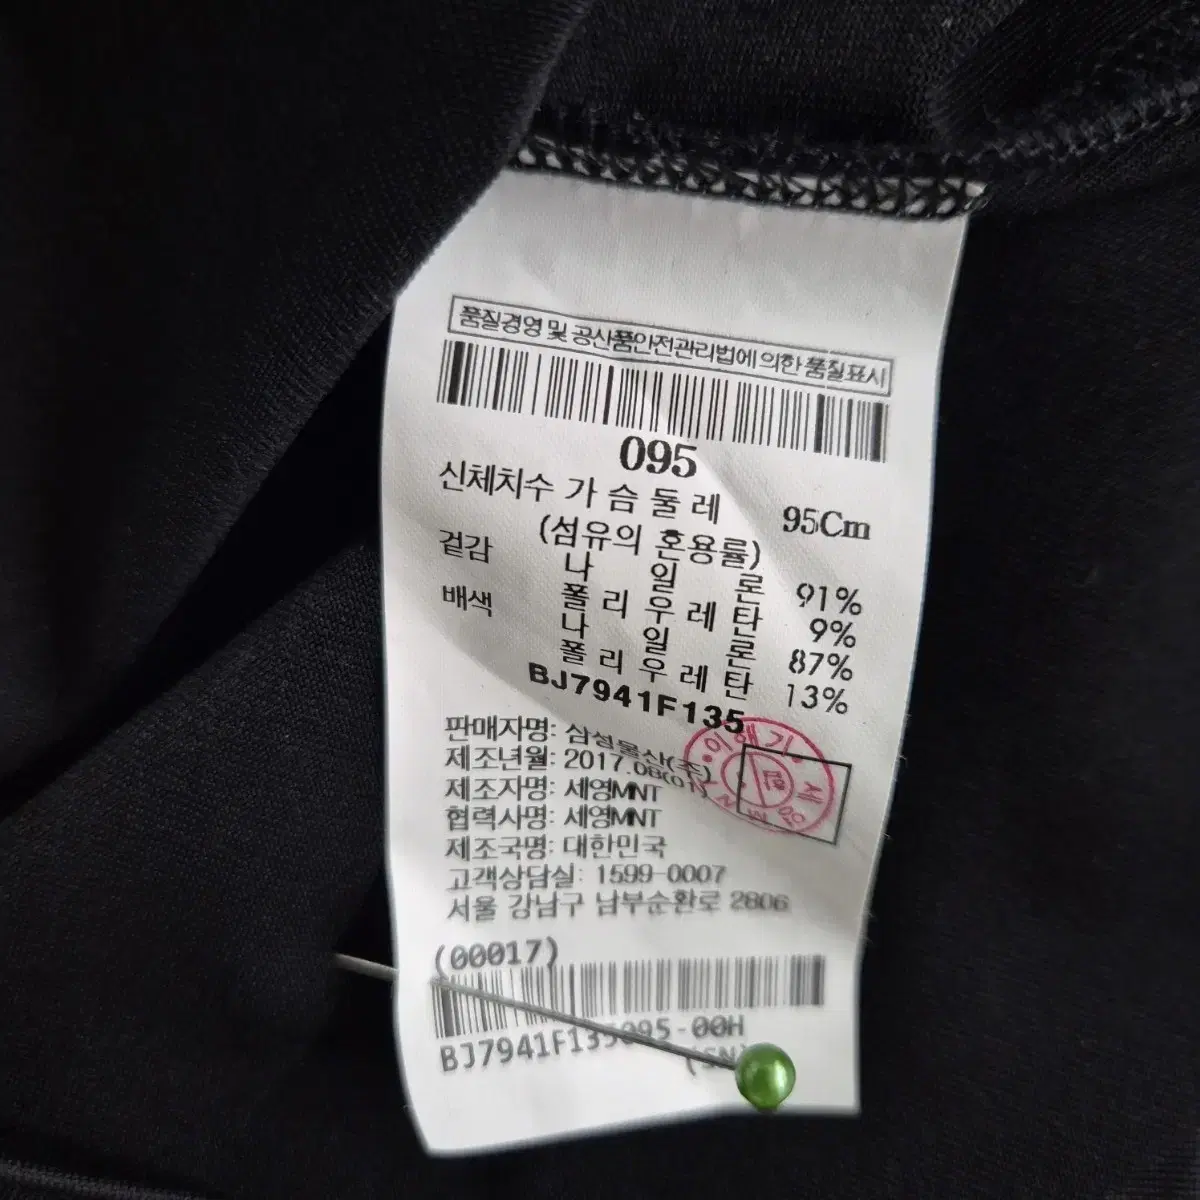 품질경영 및 공산품안전관리법에 의한 품질표시
095
신체치수 가 슴 둘 레 95Cm
(섬유의 혼용률)
겉감 나 일 론 91%
폴 리 우 레 탄 9%
배색 나 일 론 87%
폴 리 우 레 탄 13%
BJ7941F135
판매자명: 삼성물산(주)
제조년월: 2017.08(01)
제조자명: 세영MNT
협력사명: 세영MNT
제조국명: 대한민국
고객상담실: 1599-0007
서울 강남구 남부순환로 2806
(00017)
BJ7941F135095-00H